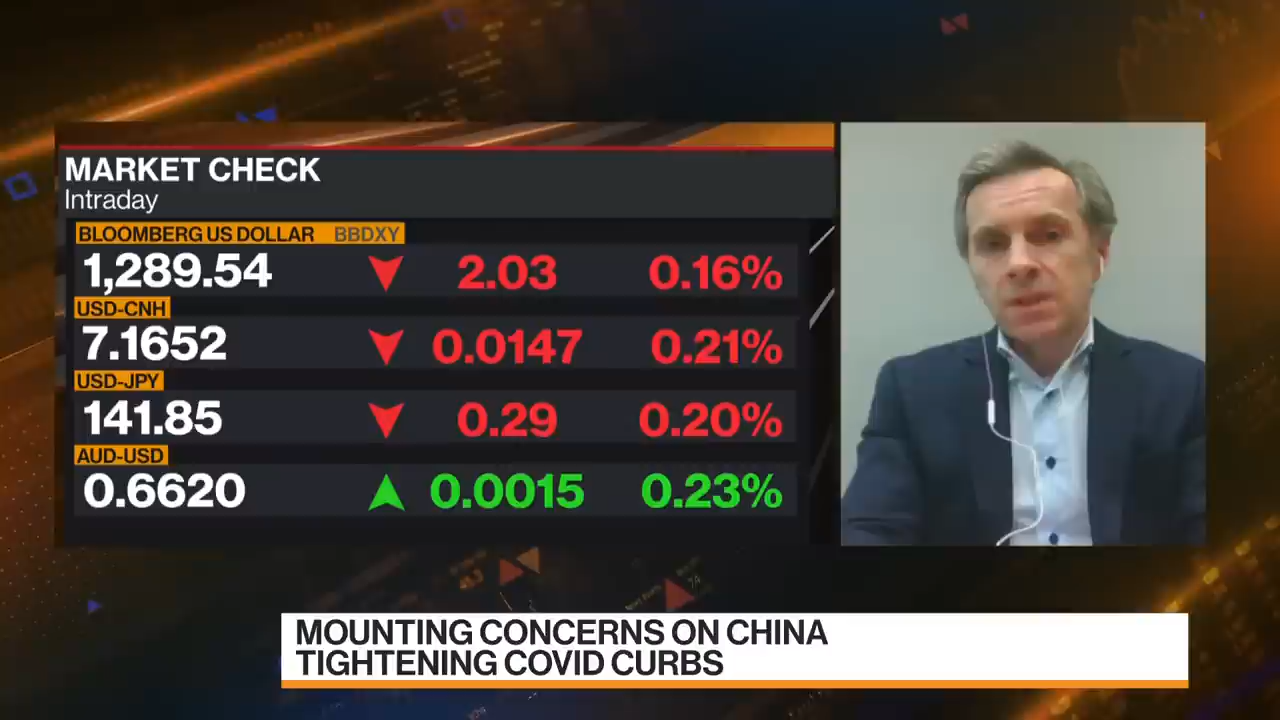 MARKET CHECK
Intraday
BLOOMBERG US DOLLAR BBDXY
1,289.54 ▼ 2.03 0.16%
USD-CNH
7.1652 ▼ 0.0147 0.21%
USD-JPY
141.85 ▼ 0.29 0.20%
AUD-USD
0.6620 ▲ 0.0015 0.23%
MOUNTING CONCERNS ON CHINA
TIGHTENING COVID CURBS